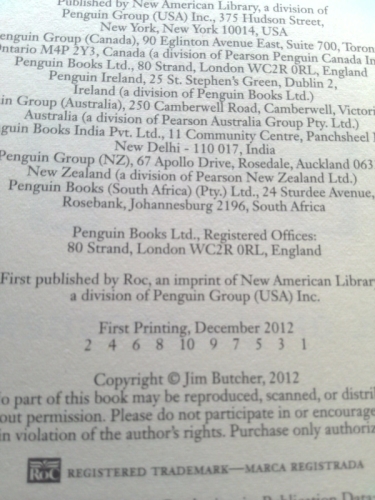 Published by New American Library, a division of
Penguin Group (USA) Inc., 375 Hudson Street,
New York, New York 10014, USA
enguin Group (Canada), 90 Eglinton Avenue East, Suite 700, Toron
Ontario M4P 2Y3, Canada (a division of Pearson Penguin Canada In
Penguin Books Ltd., 80 Strand, London WC2R 0RL, England
Penguin Ireland, 25 St. Stephen's Green, Dublin 2,
Ireland (a division of Penguin Books Ltd.)
in Group (Australia), 250 Camberwell Road, Camberwell, Victori
Australia (a division of Pearson Australia Group Pty. Ltd.)
guin Books India Pvt. Ltd., 11 Community Centre, Panchsheel
New Delhi - 110 017, India
Penguin Group (NZ), 67 Apollo Drive, Rosedale, Auckland 063
New Zealand (a division of Pearson New Zealand Ltd.)
Penguin Books (South Africa) (Pty.) Ltd., 24 Sturdee Avenue,
Rosebank, Johannesburg 2196, South Africa
Penguin Books Ltd., Registered Offices:
80 Strand, London WC2R 0RL, England
First published by Roc, an imprint of New American Library
a division of Penguin Group (USA) Inc.
First Printing, December 2012
2 4 6 8 10 9 7 5 3 1
Copyright © Jim Butcher, 2012
o part of this book may be reproduced, scanned, or distri
out permission. Please do not participate in or encourage
in violation of the author's rights. Purchase only authoriz
ROC REGISTERED TRADEMARK—MARCA REGISTRADA